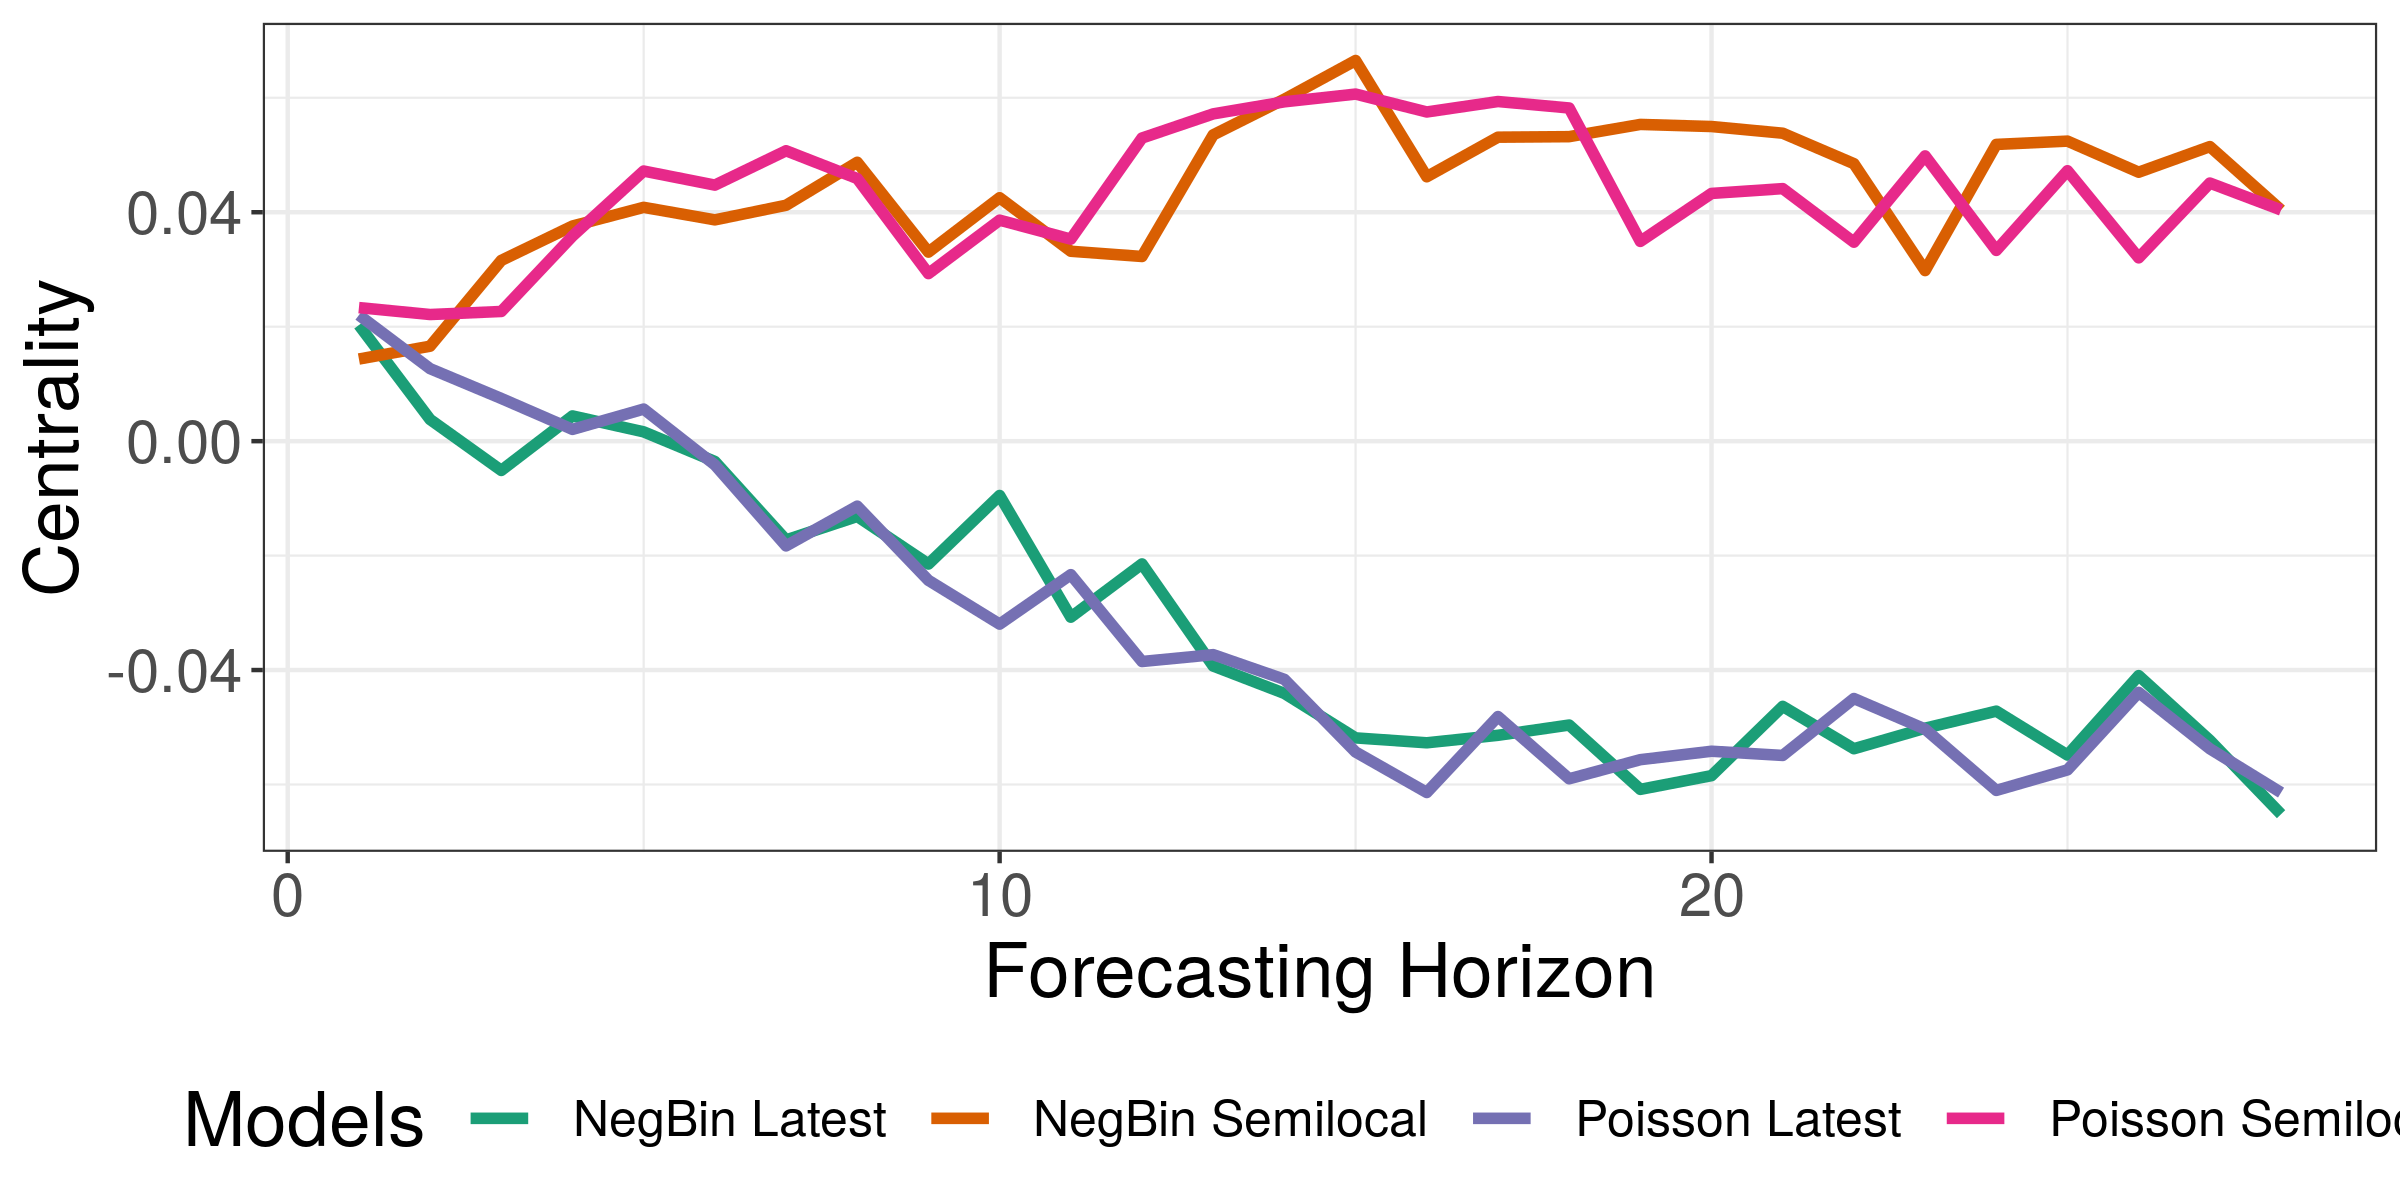 Centrality
0.04
0.00
-0.04
0
10
20
Forecasting Horizon
Models NegBin Latest NegBin Semilocal Poisson Latest Poisson